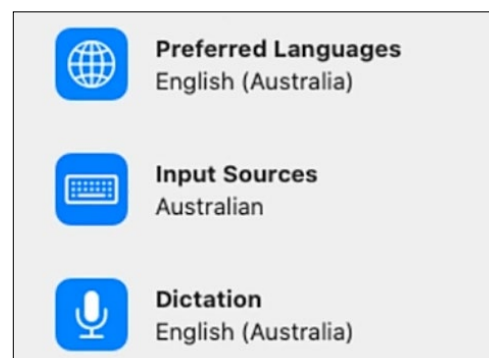 Preferred Languages
English (Australia)
Input Sources
Australian
Dictation
English (Australia)